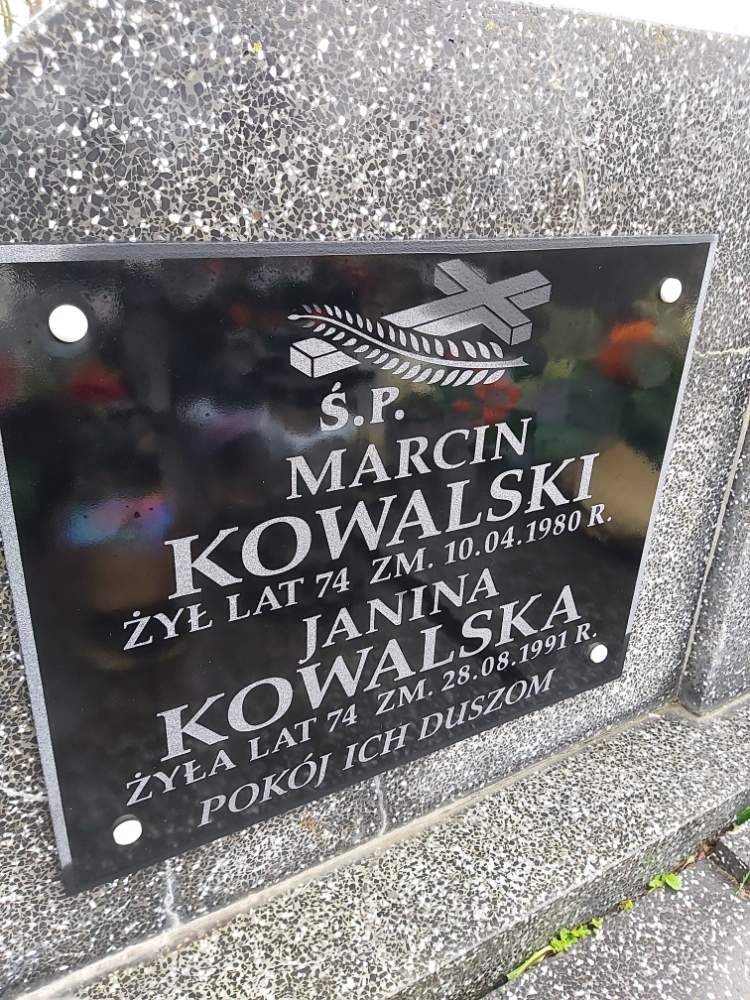 Ś.P.
MARCIN
KOWALSKI
ŻYŁ LAT 74 ZM. 10.04.1980 R.
JANINA
KOWALSKA
ŻYŁA LAT 74 ZM. 28.08.1991 R.
POKÓJ ICH DUSZOM